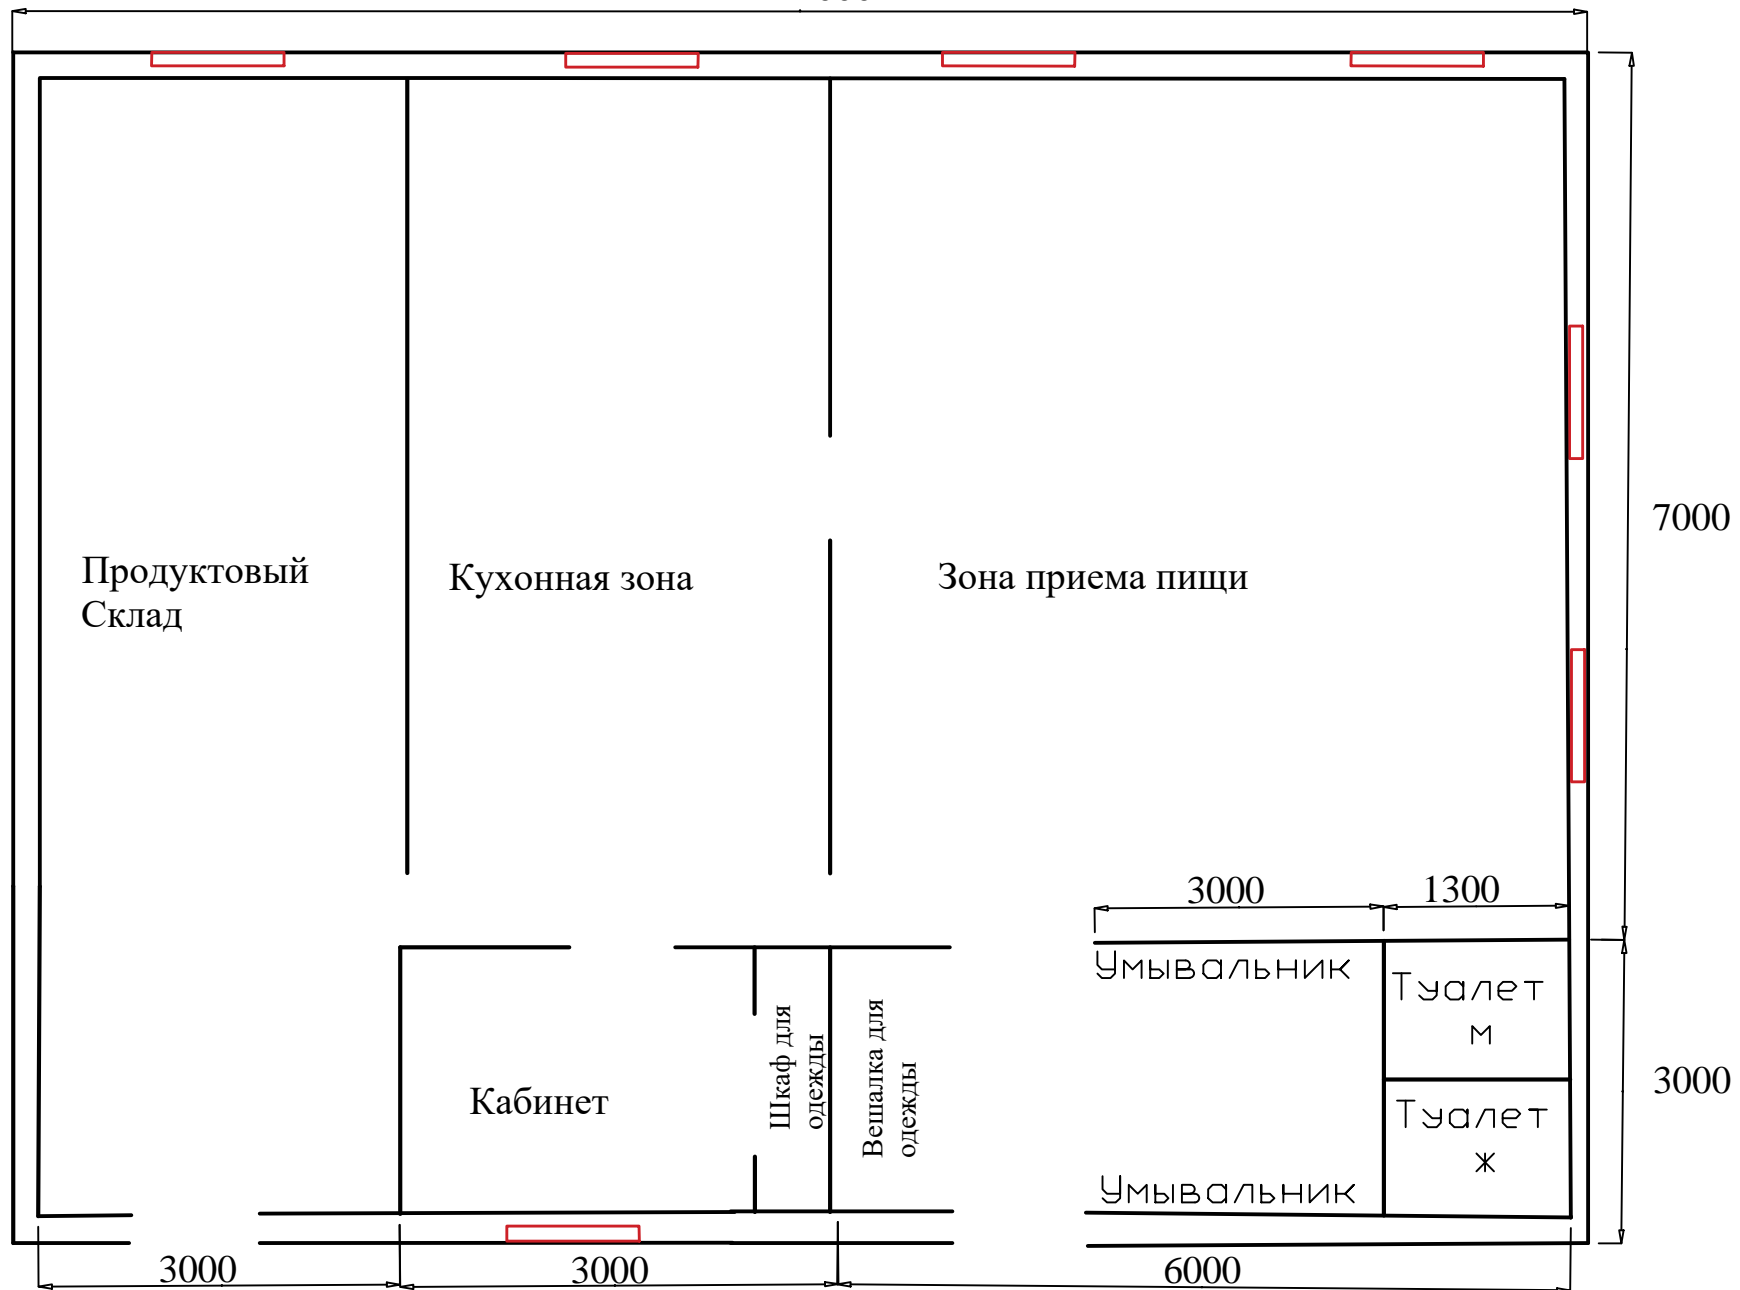 7000
Продуктовый
Склад
Кухонная зона
Зона приема пищи
3000
1300
Умывальник
Туалет
м
Шкаф для
одежды
Вешалка для
одежды
Кабинет
3000
Туалет
ж
Умывальник
3000
3000
6000